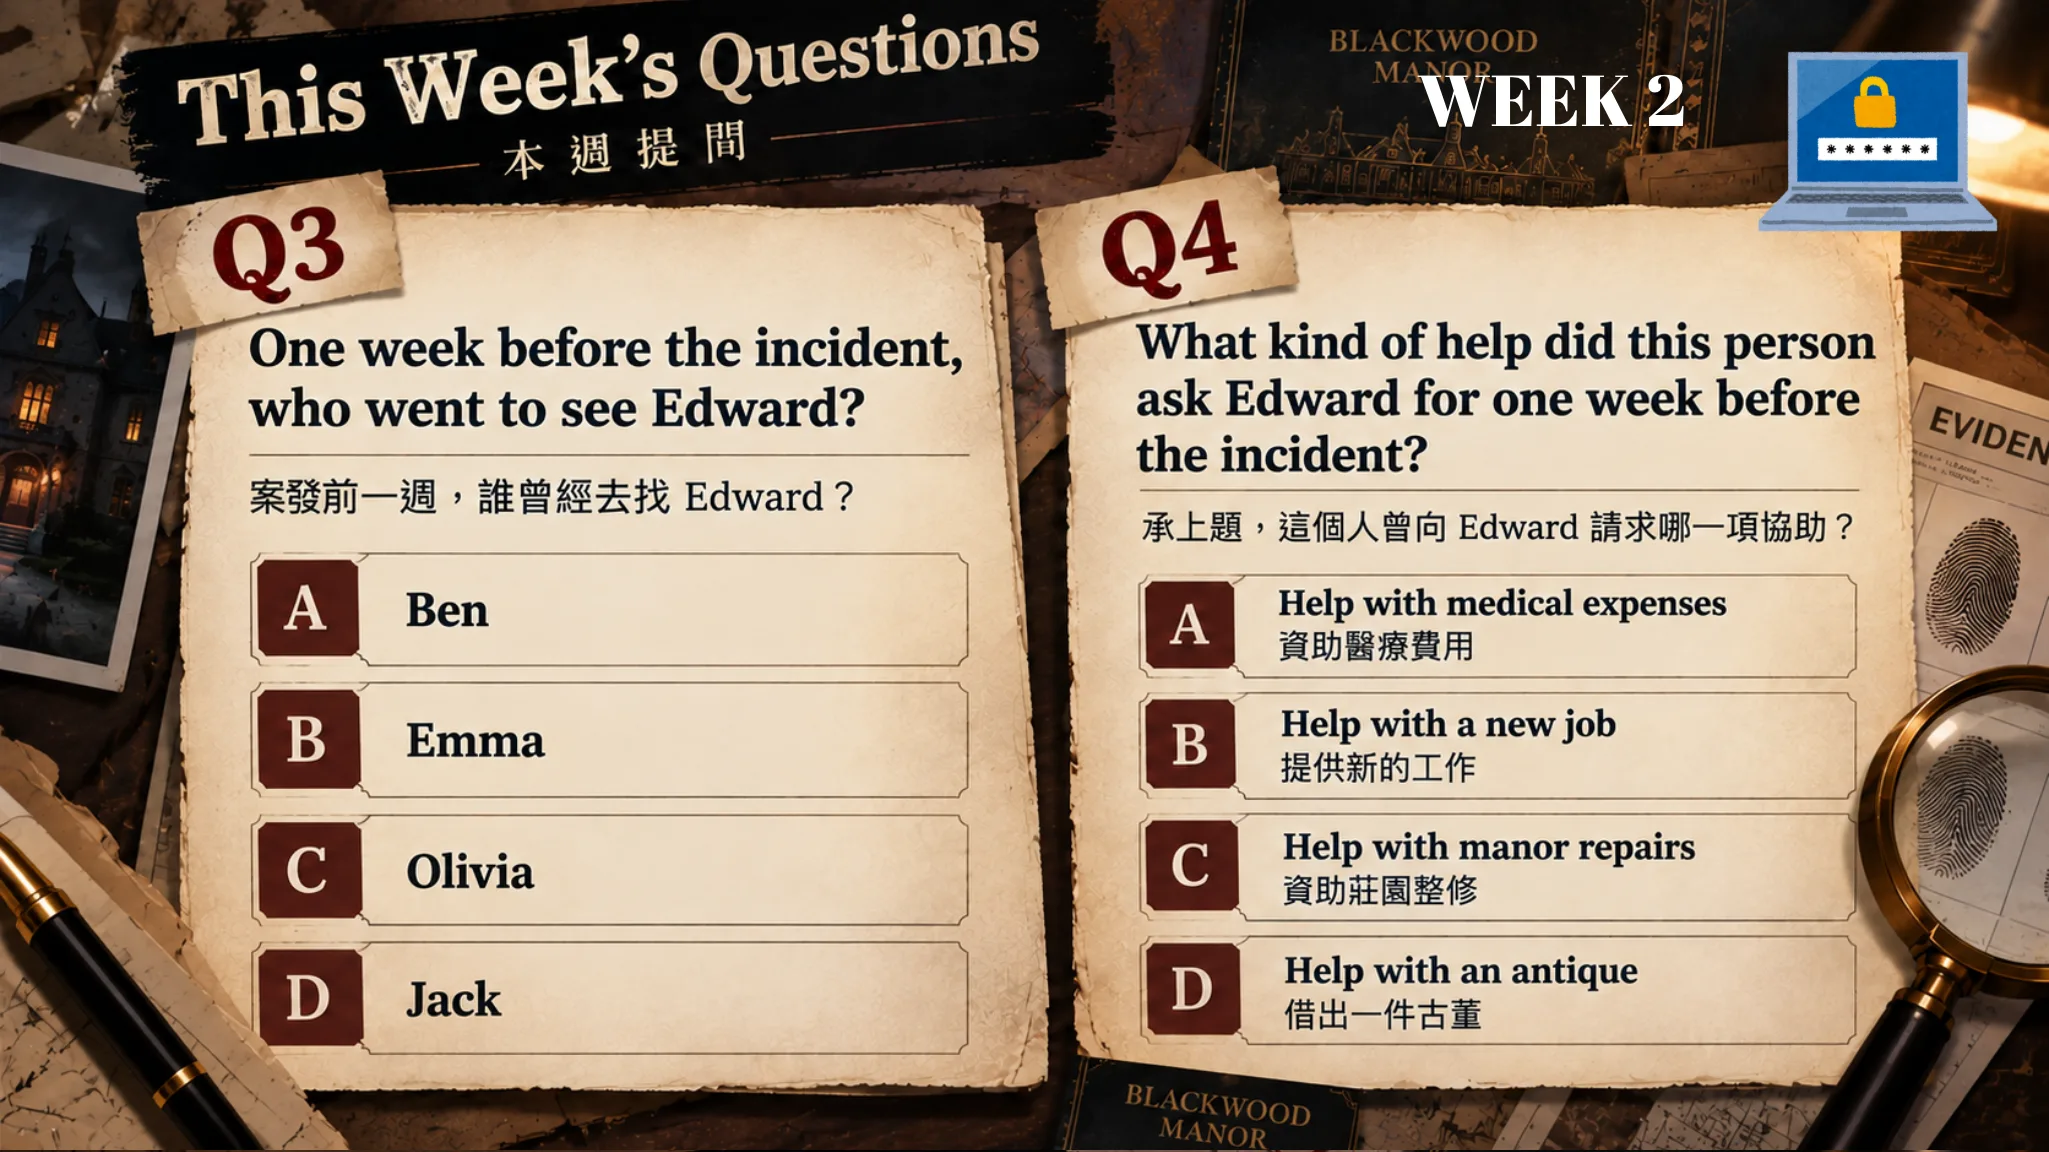 This Week's Questions
本週提問
BLACKWOOD
MANOR
WEEK 2
******
Q3
One week before the incident,
who went to see Edward?
案發前一週，誰曾經去找 Edward？
A Ben
B Emma
C Olivia
D Jack
Q4
What kind of help did this person
ask Edward for one week before
the incident?
承上題，這個人曾向 Edward 請求哪一項協助？
A Help with medical expenses
資助醫療費用
B Help with a new job
提供新的工作
C Help with manor repairs
資助莊園整修
D Help with an antique
借出一件古董
EVIDEN
BLACKWOOD
MANOR